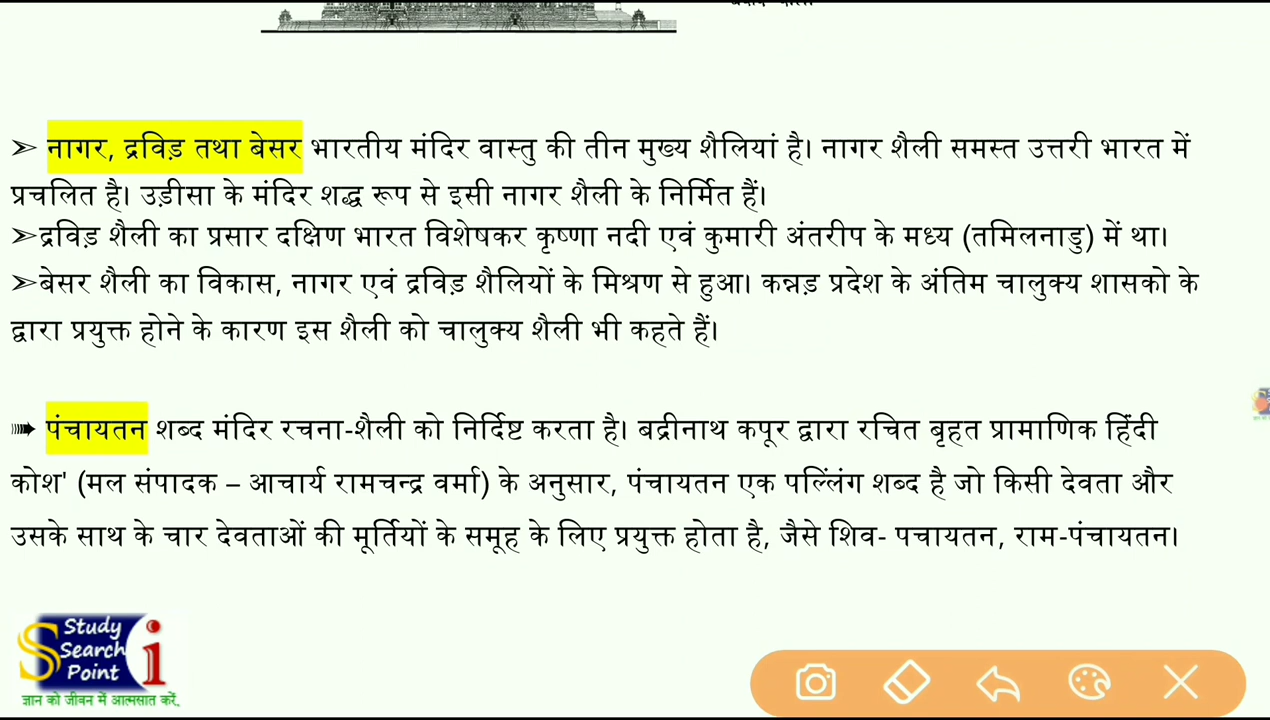 ➢ नागर, द्रविड़ तथा बेसर भारतीय मंदिर वास्तु की तीन मुख्य शैलियां है। नागर शैली समस्त उत्तरी भारत में
प्रचलित है। उड़ीसा के मंदिर शद्ध रूप से इसी नागर शैली के निर्मित हैं।
➢द्रविड़ शैली का प्रसार दक्षिण भारत विशेषकर कृष्णा नदी एवं कुमारी अंतरीप के मध्य (तमिलनाडु) में था।
➢बेसर शैली का विकास, नागर एवं द्रविड़ शैलियों के मिश्रण से हुआ। कन्नड़ प्रदेश के अंतिम चालुक्य शासको के
द्वारा प्रयुक्त होने के कारण इस शैली को चालुक्य शैली भी कहते हैं।
➠ पंचायतन शब्द मंदिर रचना-शैली को निर्दिष्ट करता है। बद्रीनाथ कपूर द्वारा रचित बृहत प्रामाणिक हिंदी
कोश' (मल संपादक – आचार्य रामचन्द्र वर्मा) के अनुसार, पंचायतन एक पल्लिंग शब्द है जो किसी देवता और
उसके साथ के चार देवताओं की मूर्तियों के समूह के लिए प्रयुक्त होता है, जैसे शिव- पचायतन, राम-पंचायतन।
Study
Search
Point
ज्ञान को जीवन में आत्मसात करें.